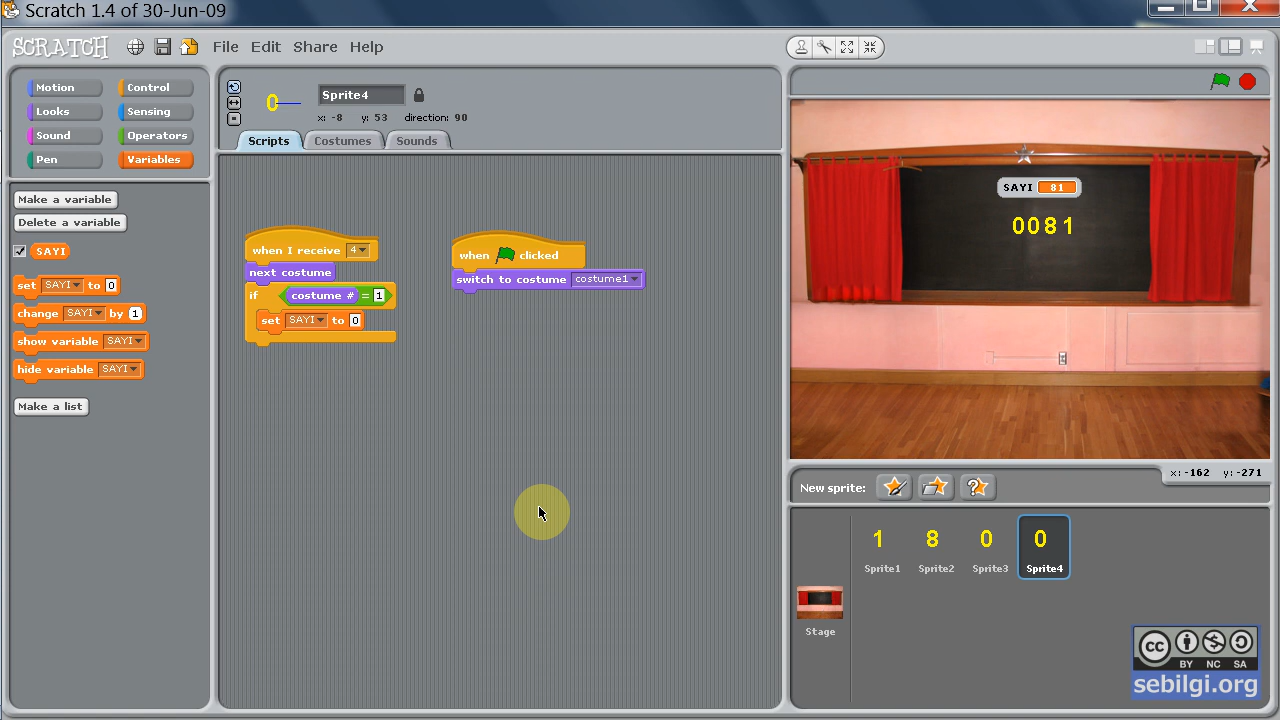 Scratch 1.4 of 30-Jun-09
SCRATCH File Edit Share Help
Motion Control
Looks Sensing
Sound Operators
Pen Variables
Make a variable
Delete a variable
SAYI
set SAYI to 0
change SAYI by 1
show variable SAYI
hide variable SAYI
Make a list
0
Sprite4
x: -8 y: 53 direction: 90
Scripts Costumes Sounds
when I receive 4
next costume
if costume # = 1
set SAYI to 0
when clicked
switch to costume costume1
SAYI 81
0081
x: -162 y: -271
New sprite: ?
1 8 0 0
Sprite1 Sprite2 Sprite3 Sprite4
Stage
cc
BY NC SA
sebilgi.org